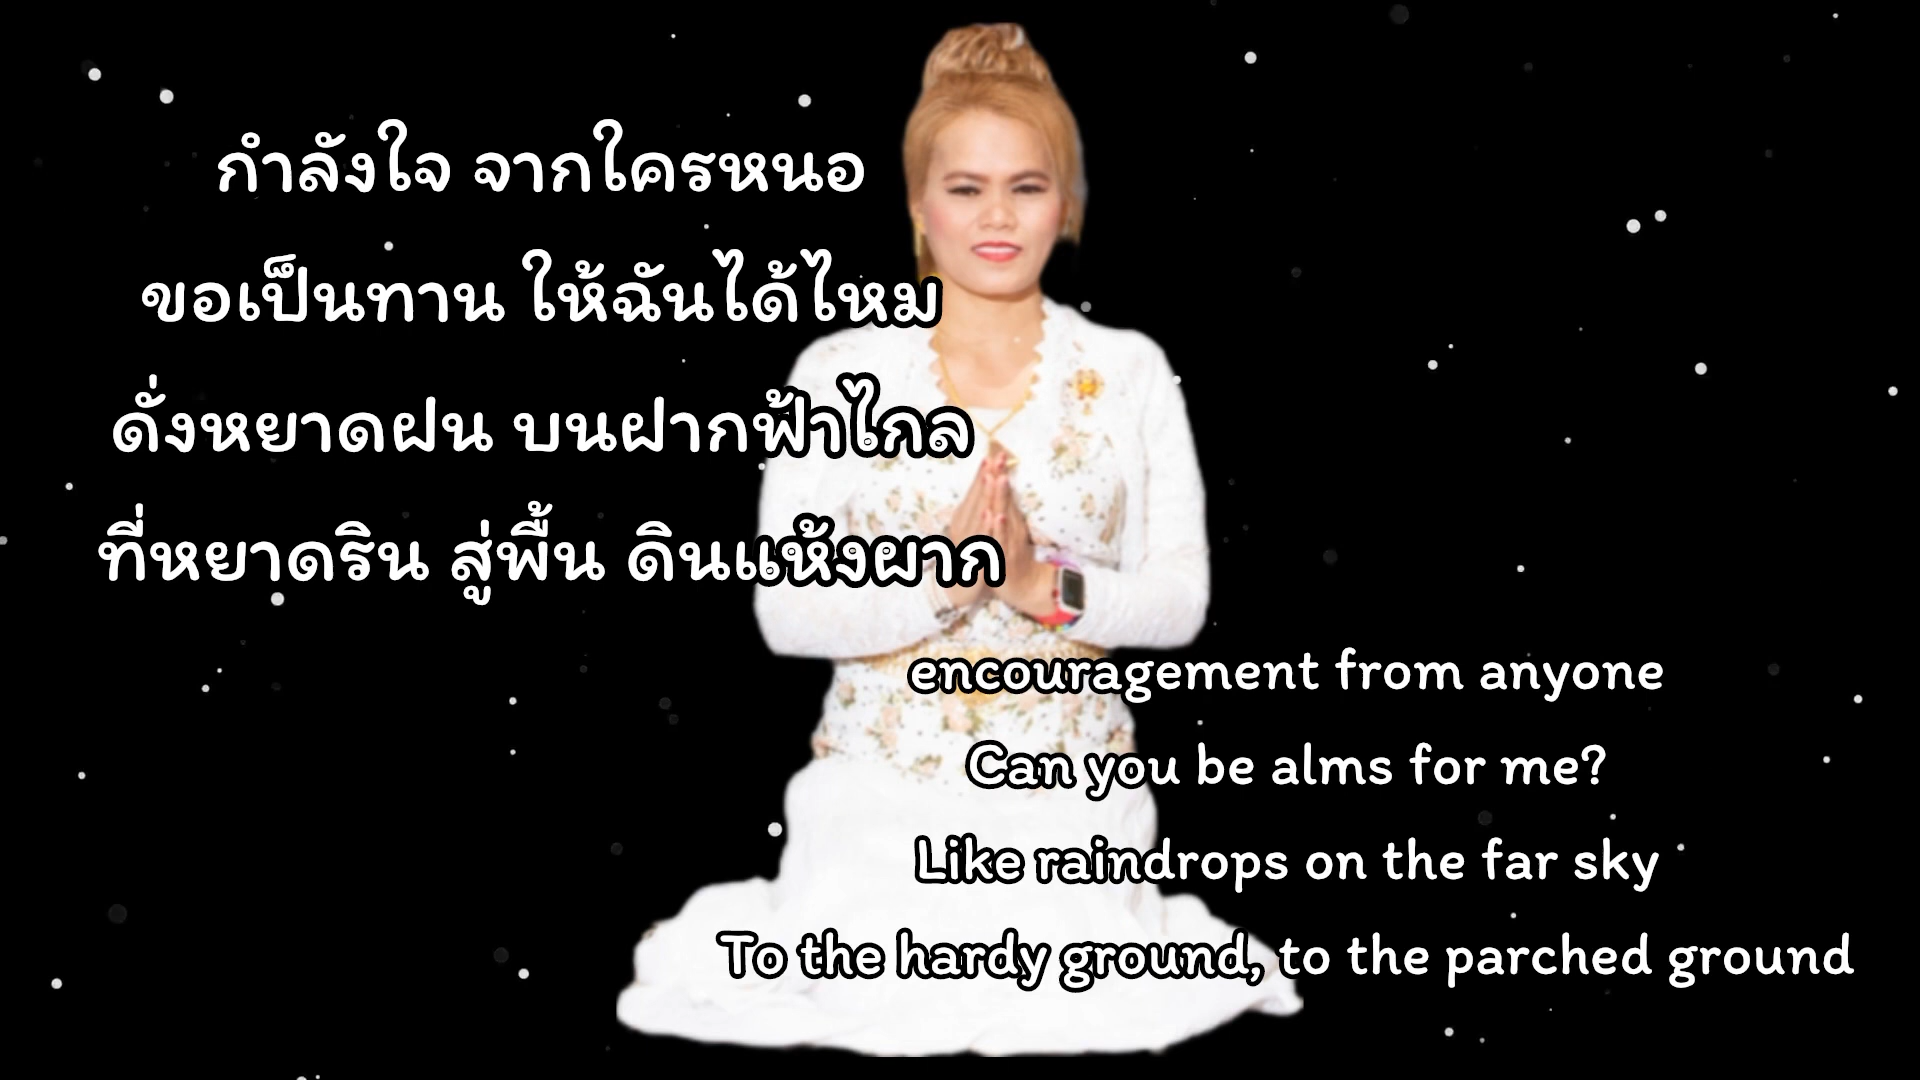 กำลังใจ จากใครหนอ
ขอเป็นทาน ให้ฉันได้ไหม
ดั่งหยาดฝน บนฝากฟ้าไกล
ที่หยาดริน สู่พื้น ดินแห้งผาก
encouragement from anyone
Can you be alms for me?
Like raindrops on the far sky
To the hardy ground, to the parched ground